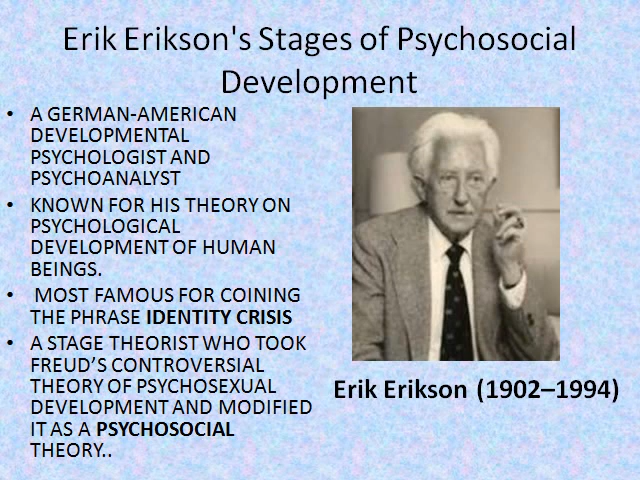 Erik Erikson's Stages of Psychosocial
Development
• A GERMAN-AMERICAN
DEVELOPMENTAL
PSYCHOLOGIST AND
PSYCHOANALYST
• KNOWN FOR HIS THEORY ON
PSYCHOLOGICAL
DEVELOPMENT OF HUMAN
BEINGS.
• MOST FAMOUS FOR COINING
THE PHRASE IDENTITY CRISIS
• A STAGE THEORIST WHO TOOK
FREUD’S CONTROVERSIAL
THEORY OF PSYCHOSEXUAL
DEVELOPMENT AND MODIFIED
IT AS A PSYCHOSOCIAL
THEORY..
Erik Erikson (1902–1994)